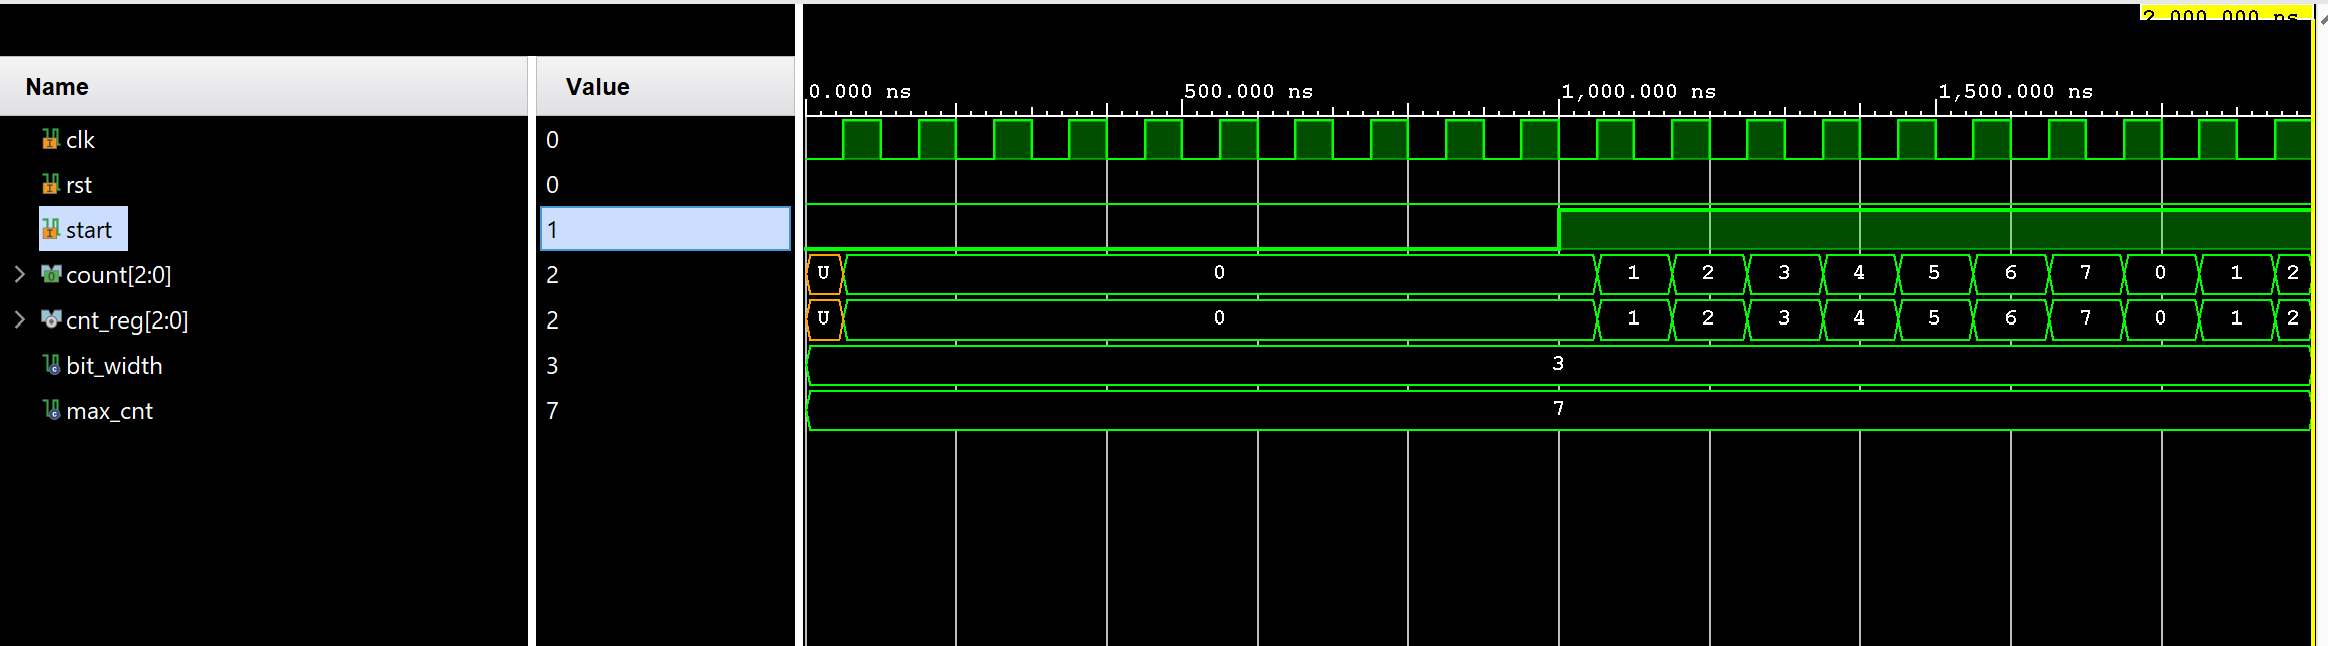 2,000.000 ns
Name Value
0.000 ns 500.000 ns 1,000.000 ns 1,500.000 ns
clk 0
rst 0
start 1
count[2:0] 2 U 0 1 2 3 4 5 6 7 0 1 2
cnt_reg[2:0] 2 U 0 1 2 3 4 5 6 7 0 1 2
bit_width 3 3
max_cnt 7 7